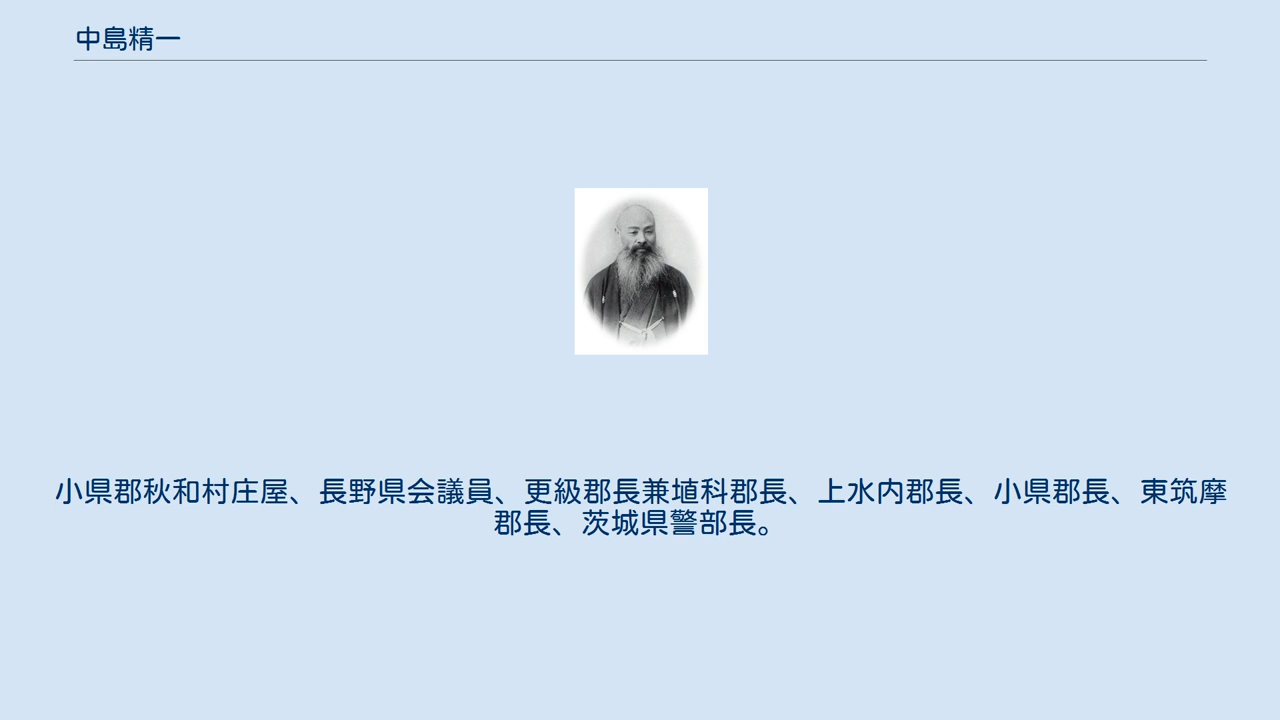 中島精一
小県郡秋和村庄屋、長野県会議員、更級郡長兼埴科郡長、上水内郡長、小県郡長、東筑摩
郡長、茨城県警部長。